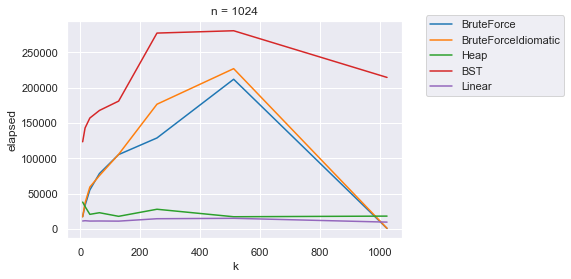 n = 1024
BruteForce
BruteForceIdiomatic
Heap
BST
Linear
250000
200000
150000
100000
50000
0
elapsed
0 200 400 600 800 1000
k